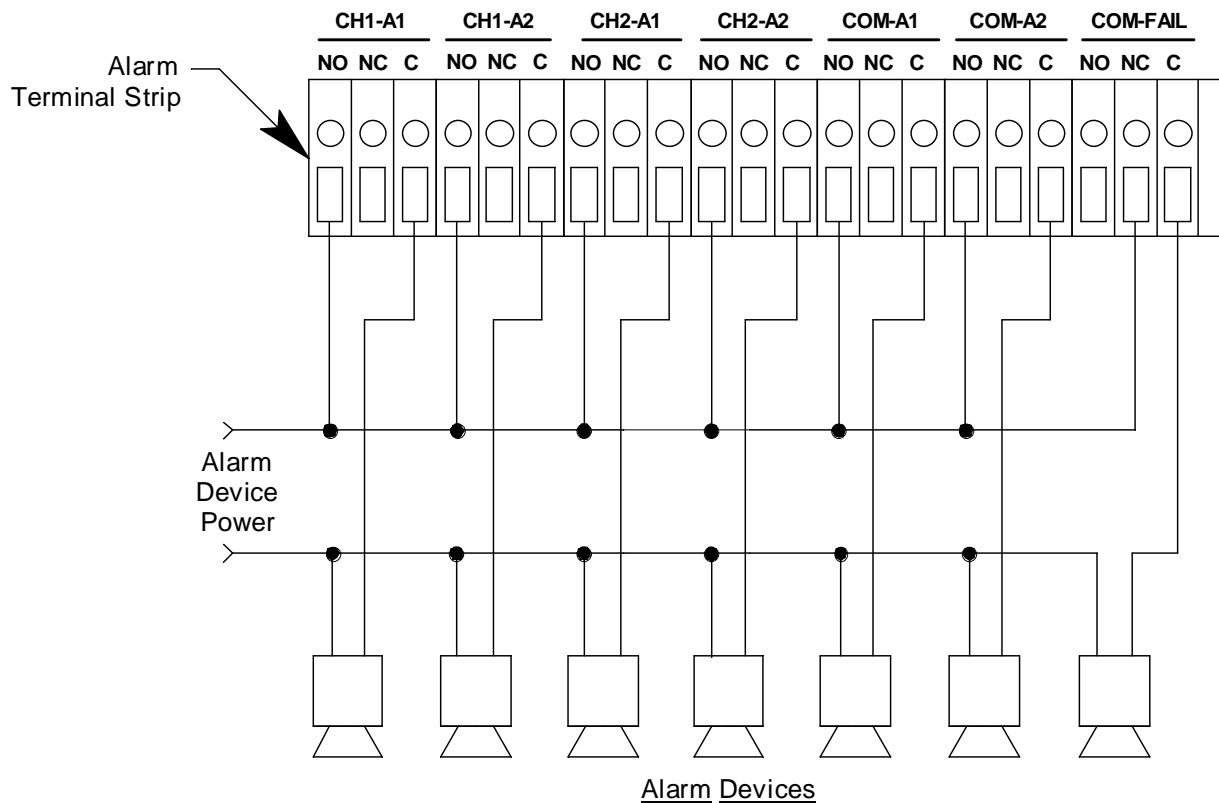 CH1-A1 CH1-A2 CH2-A1 CH2-A2 COM-A1 COM-A2 COM-FAIL
NO NC C NO NC C NO NC C NO NC C NO NC C NO NC C NO NC C
Alarm
Terminal Strip
Alarm
Device
Power
Alarm Devices